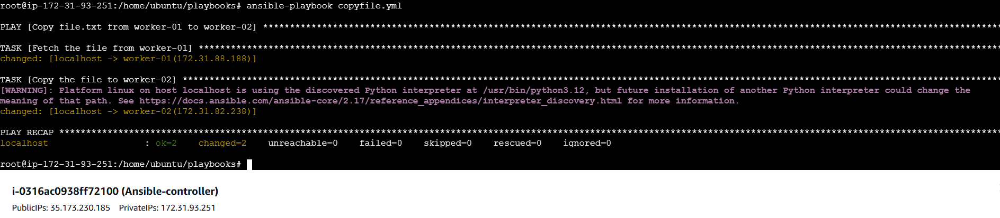 root@ip-172-31-93-251:/home/ubuntu/playbooks# ansible-playbook copyfile.yml
PLAY [Copy file.txt from worker-01 to worker-02] ******************************************************************************************************************************************
TASK [Fetch the file from worker-01] ******************************************************************************************************************************************************
changed: [localhost -> worker-01(172.31.88.188)]
TASK [Copy the file to worker-02] *********************************************************************************************************************************************************
[WARNING]: Platform linux on host localhost is using the discovered Python interpreter at /usr/bin/python3.12, but future installation of another Python interpreter could change the
meaning of that path. See https://docs.ansible.com/ansible-core/2.17/reference_appendices/interpreter_discovery.html for more information.
changed: [localhost -> worker-02(172.31.82.238)]
PLAY RECAP ********************************************************************************************************************************************************************************
localhost : ok=2 changed=2 unreachable=0 failed=0 skipped=0 rescued=0 ignored=0
root@ip-172-31-93-251:/home/ubuntu/playbooks#
i-0316ac0938ff72100 (Ansible-controller)
PublicIPs: 35.173.230.185 PrivateIPs: 172.31.93.251